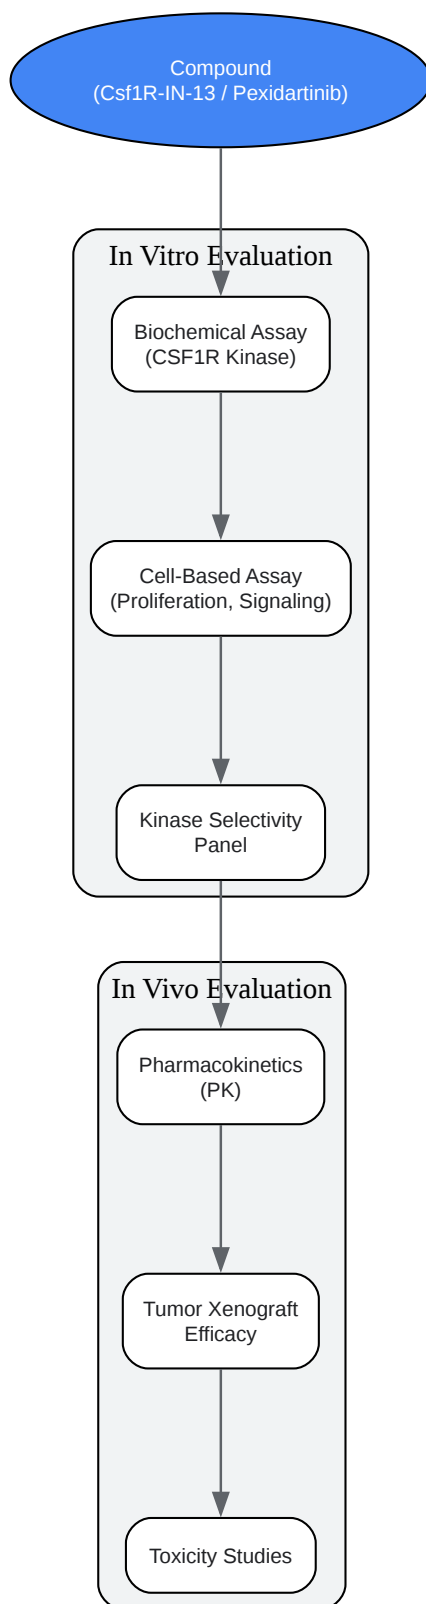 Compound
(Csf1R-IN-13 / Pexidartinib)
In Vitro Evaluation
Biochemical Assay
(CSF1R Kinase)
Cell-Based Assay
(Proliferation, Signaling)
Kinase Selectivity
Panel
In Vivo Evaluation
Pharmacokinetics
(PK)
Tumor Xenograft
Efficacy
Toxicity Studies